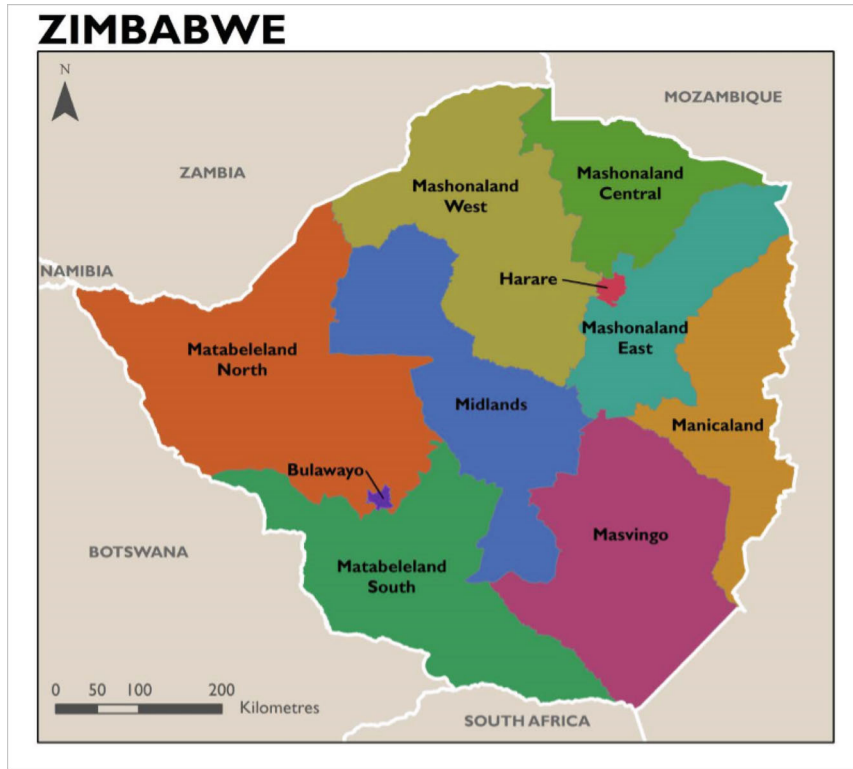 ZIMBABWE
N
MOZAMBIQUE
ZAMBIA
Mashonaland
Central
Mashonaland
West
NAMIBIA
Harare
Mashonaland
East
Matabeleland
North
Midlands
Manicaland
Bulawayo
Masvingo
BOTSWANA
Matabeleland
South
0 50 100 200
Kilometres
SOUTH AFRICA